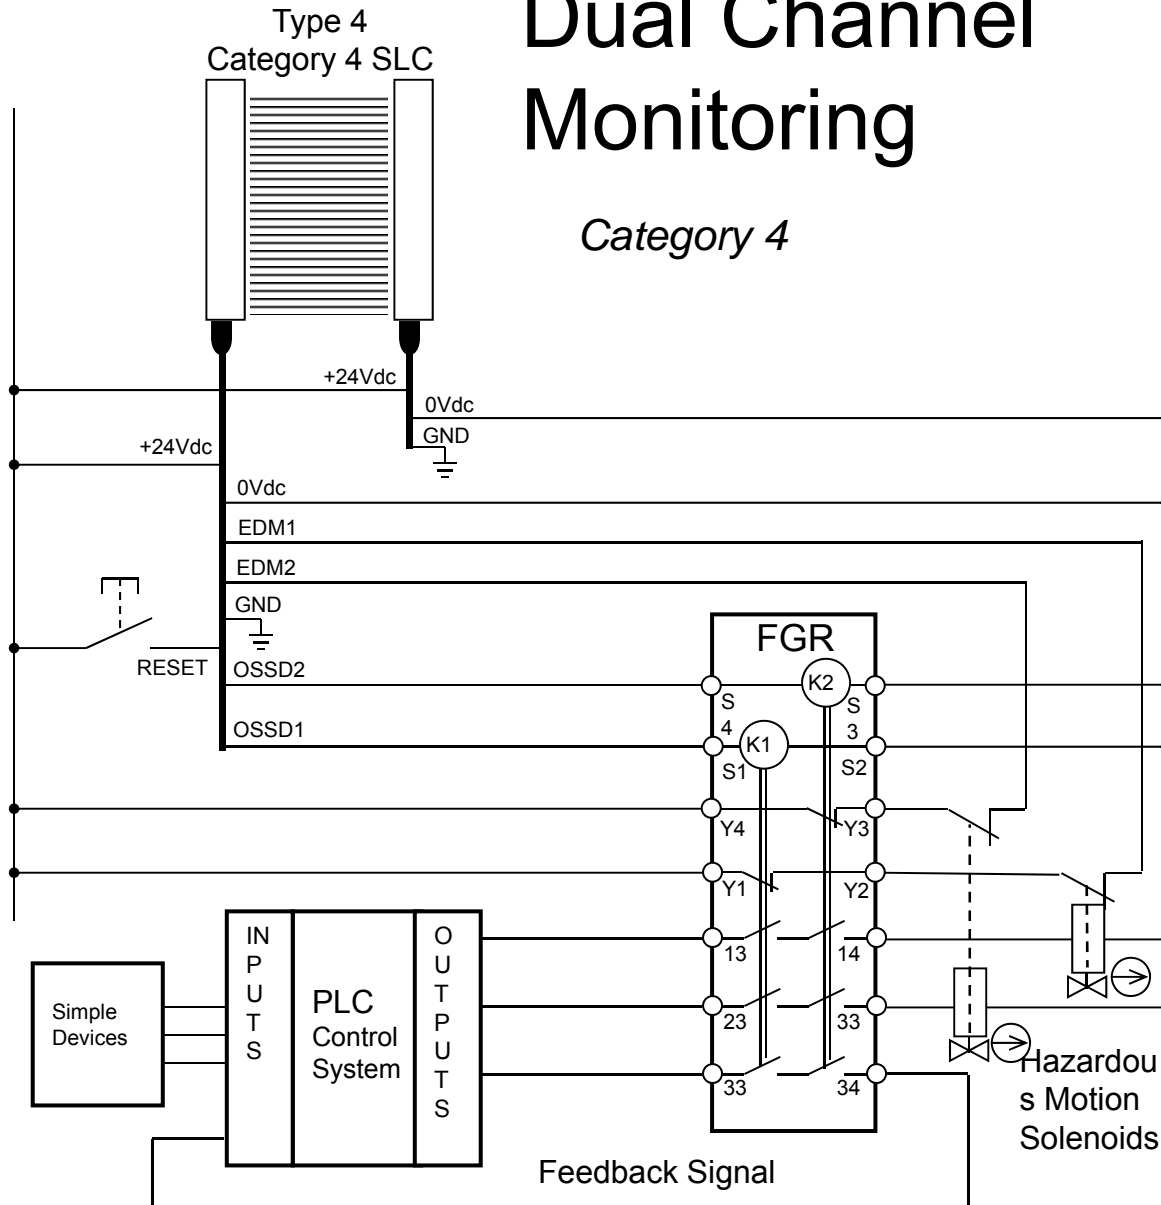 Type 4
Category 4 SLC
Dual Channel
Monitoring
Category 4
+24Vdc
0Vdc
GND
+24Vdc
0Vdc
EDM1
EDM2
GND
RESET
OSSD2
OSSD1
FGR
K2
S
4
S
3
K1
S1
S2
Y4
Y3
Y1
Y2
13
14
23
33
33
34
IN
P
U
T
S
PLC
Control
System
O
U
T
P
U
T
S
Simple
Devices
Hazardou
s Motion
Solenoids
Feedback Signal